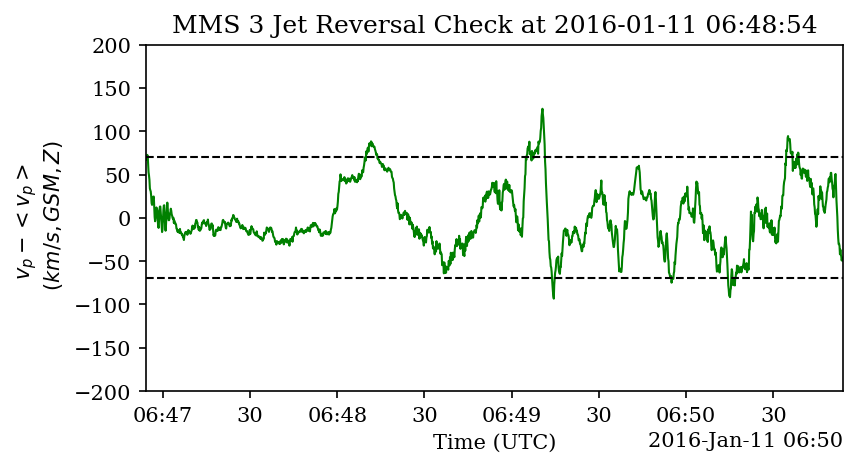 MMS 3 Jet Reversal Check at 2016-01-11 06:48:54
v_p − < v_p >
(km/s, GSM, Z)
200
150
100
50
0
−50
−100
−150
−200
06:47 30 06:48 30 06:49 30 06:50 30
Time (UTC)
2016-Jan-11 06:50